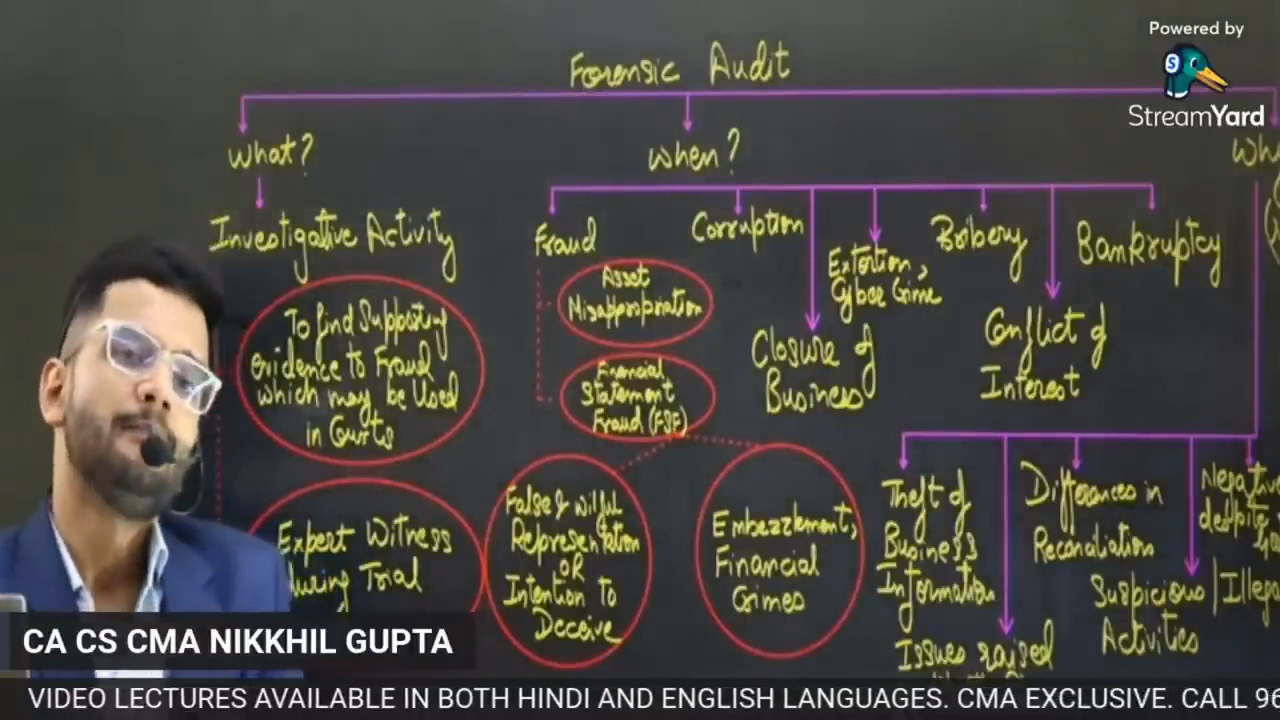 Powered by
StreamYard
Forensic Audit
What?
When?
Investigative Activity
To find Supporting
evidence to Fraud
which may be Used
in Courts
Expert Witness
during Trial
Fraud
Asset
Misappropriation
Financial
Statement
Fraud (FSF)
False & wilful
Representation
OR
Intention to
Deceive
Embezzlement,
Financial
Crimes
Corruption
Closure of
Business
Extortion,
Cyber Crime
Bribery
Conflict of
Interest
Bankruptcy
Theft of
Business
Information
Issues raised
Differences in
Reconciliation
Suspicious
Activities
Negative
despite
CA CS CMA NIKKHIL GUPTA
VIDEO LECTURES AVAILABLE IN BOTH HINDI AND ENGLISH LANGUAGES. CMA EXCLUSIVE. CALL 96